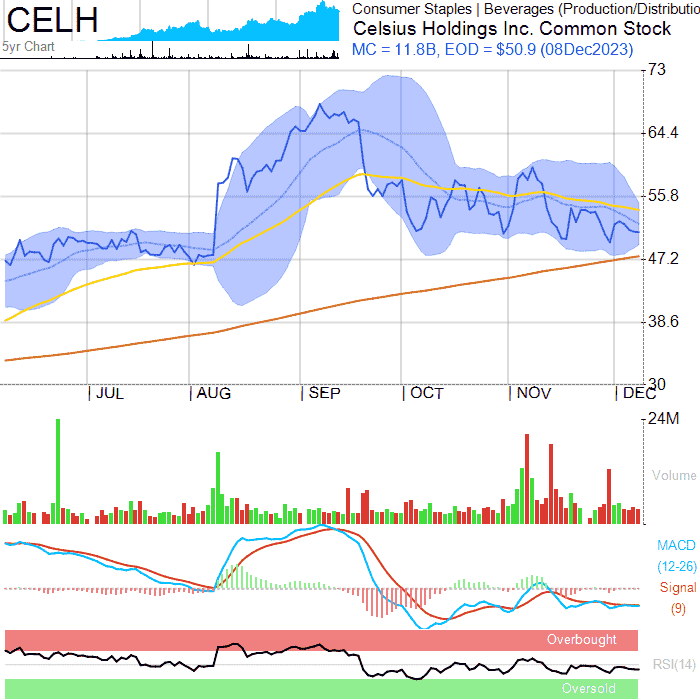 CELH
5yr Chart
Consumer Staples | Beverages (Production/Distributio
Celsius Holdings Inc. Common Stock
MC = 11.8B, EOD = $50.9 (08Dec2023)
73
64.4
55.8
47.2
38.6
30
JUL AUG SEP OCT NOV DEC
24M
Volume
MACD
(12-26)
Signal
(9)
Overbought
RSI(14)
Oversold